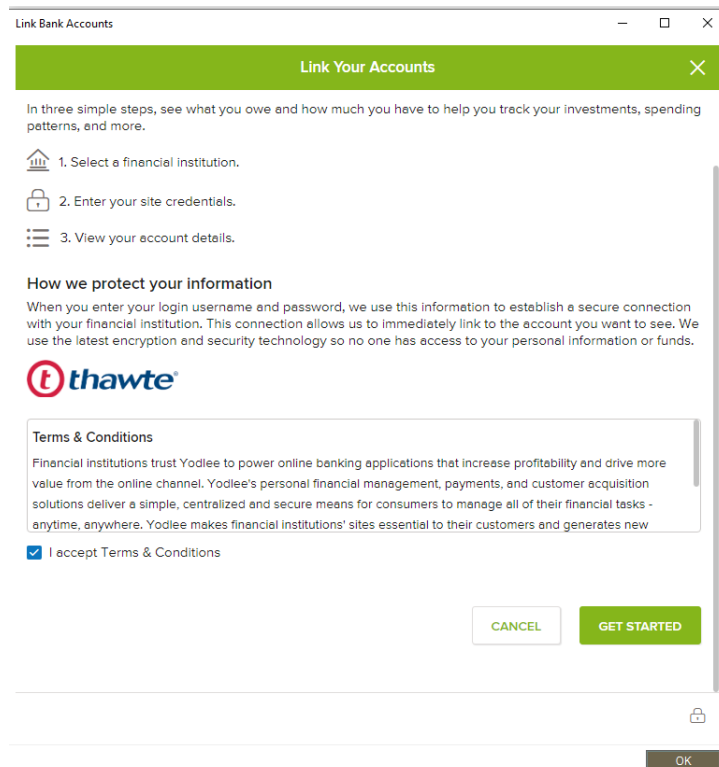 Link Bank Accounts
Link Your Accounts
In three simple steps, see what you owe and how much you have to help you track your investments, spending
patterns, and more.
1. Select a financial institution.
2. Enter your site credentials.
3. View your account details.
How we protect your information
When you enter your login username and password, we use this information to establish a secure connection
with your financial institution. This connection allows us to immediately link to the account you want to see. We
use the latest encryption and security technology so no one has access to your personal information or funds.
t thawte®
Terms & Conditions
Financial institutions trust Yodlee to power online banking applications that increase profitability and drive more
value from the online channel. Yodlee's personal financial management, payments, and customer acquisition
solutions deliver a simple, centralized and secure means for consumers to manage all of their financial tasks -
anytime, anywhere. Yodlee makes financial institutions' sites essential to their customers and generates new
I accept Terms & Conditions
CANCEL
GET STARTED
OK